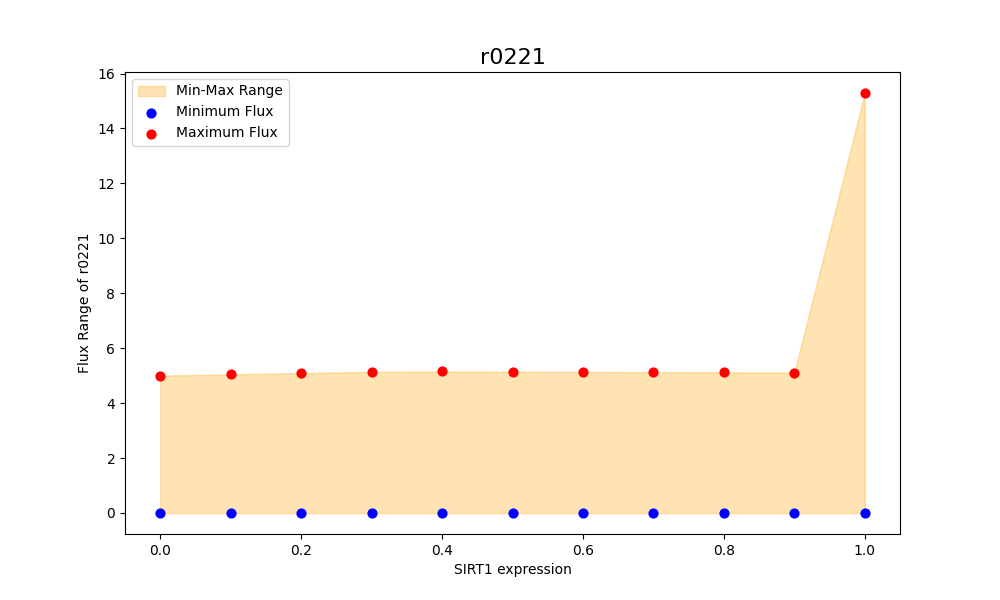 r0221
Min-Max Range
Minimum Flux
Maximum Flux
Flux Range of r0221
16
14
12
10
8
6
4
2
0
0.0 0.2 0.4 0.6 0.8 1.0
SIRT1 expression